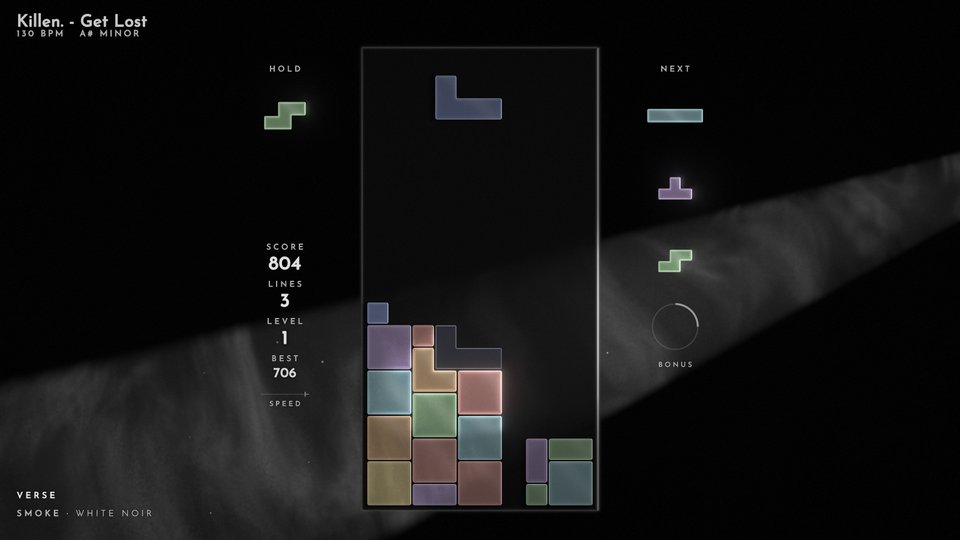 Killen. - Get Lost
130 BPM A# MINOR
HOLD
NEXT
SCORE
804
LINES
3
LEVEL
1
BEST
706
SPEED
BONUS
VERSE
SMOKE · WHITE NOIR